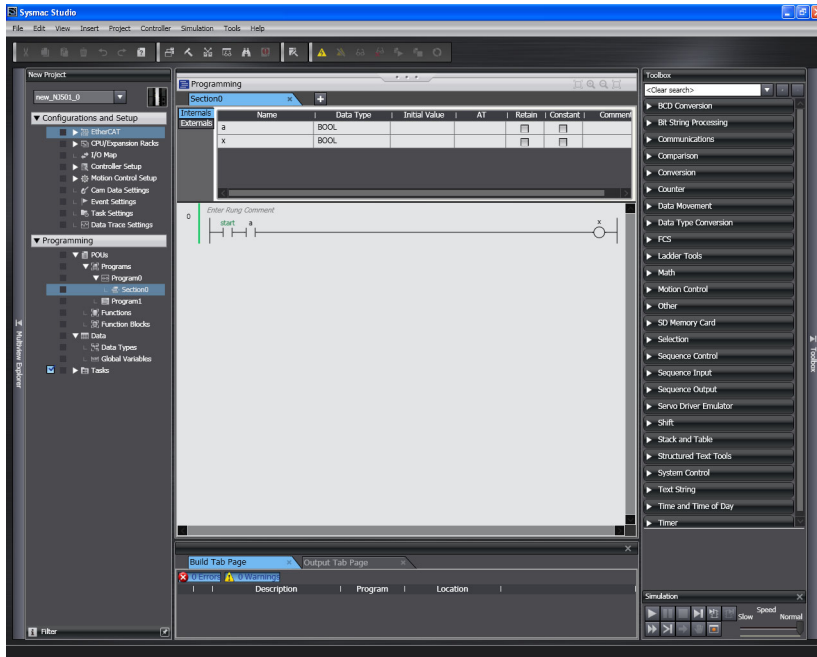 Sysmac Studio
File Edit View Insert Project Controller Simulation Tools Help
New Project
new_NJ501_0
Configurations and Setup
EtherCAT
CPU/Expansion Racks
I/O Map
Controller Setup
Motion Control Setup
Cam Data Settings
Event Settings
Task Settings
Data Trace Settings
Programming
POUs
Programs
Program0
Section0
Program1
Functions
Function Blocks
Data
Data Types
Global Variables
Tasks
Filter
Multiview Explorer
Programming
Section0
Internals
Externals
Name Data Type Initial Value AT Retain Constant Comment
a BOOL
x BOOL
0
Enter Rung Comment
start a x
Build Tab Page
Output Tab Page
0 Errors 0 Warnings
Description Program Location
Toolbox
<Clear search>
BCD Conversion
Bit String Processing
Communications
Comparison
Conversion
Counter
Data Movement
Data Type Conversion
FCS
Ladder Tools
Math
Motion Control
Other
SD Memory Card
Selection
Sequence Control
Sequence Input
Sequence Output
Servo Driver Emulator
Shift
Stack and Table
Structured Text Tools
System Control
Text String
Time and Time of Day
Timer
Toolbox
Simulation
Speed
Slow Normal